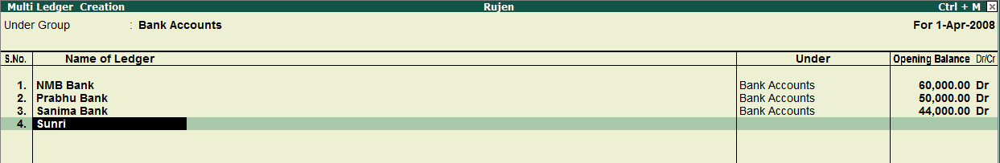 Multi Ledger Creation Rujen Ctrl + M
Under Group : Bank Accounts For 1-Apr-2008
S.No. Name of Ledger Under Opening Balance Dr/Cr
1. NMB Bank Bank Accounts 60,000.00 Dr
2. Prabhu Bank Bank Accounts 50,000.00 Dr
3. Sanima Bank Bank Accounts 44,000.00 Dr
4. Sunri